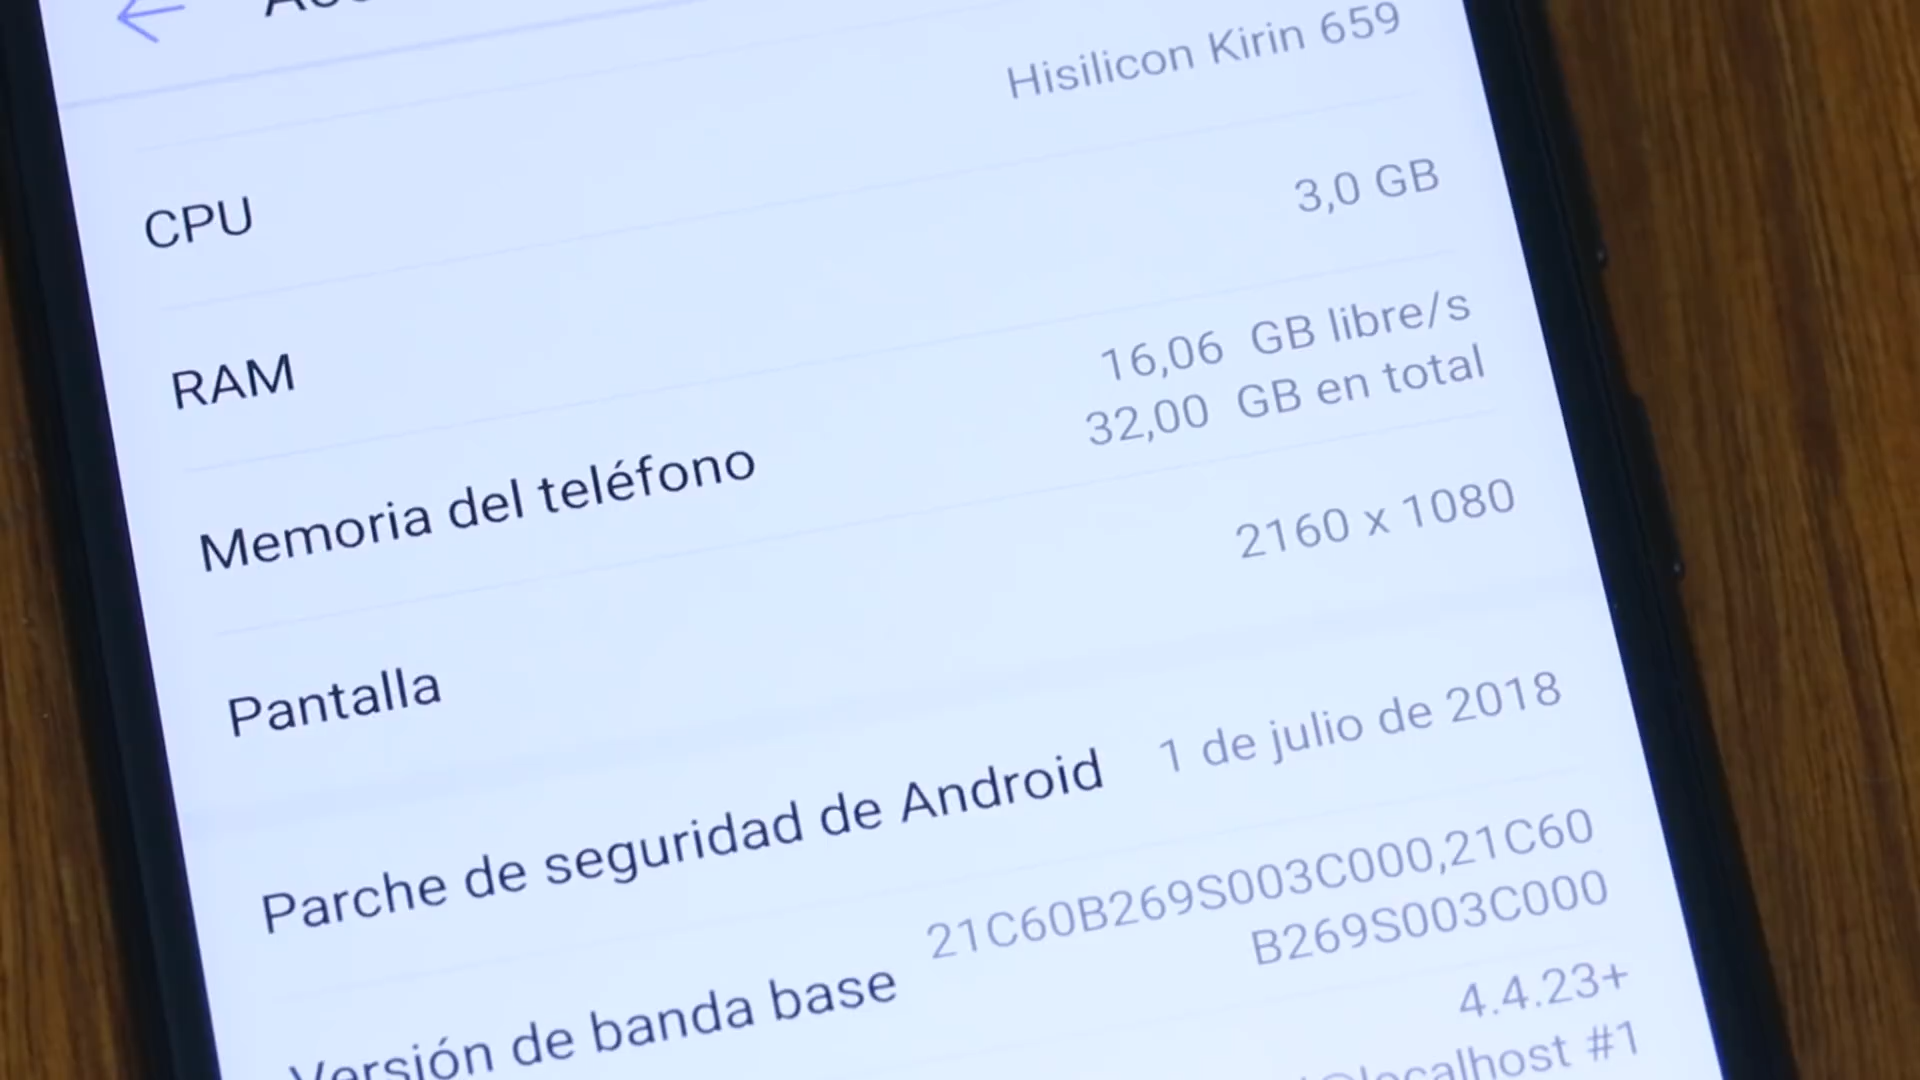 Hisilicon Kirin 659
CPU
3,0 GB
RAM
16,06 GB libre/s
32,00 GB en total
Memoria del teléfono
2160 x 1080
Pantalla
1 de julio de 2018
Parche de seguridad de Android
21C60B269S003C000,21C60
B269S003C000
Versión de banda base
4.4.23+
#1